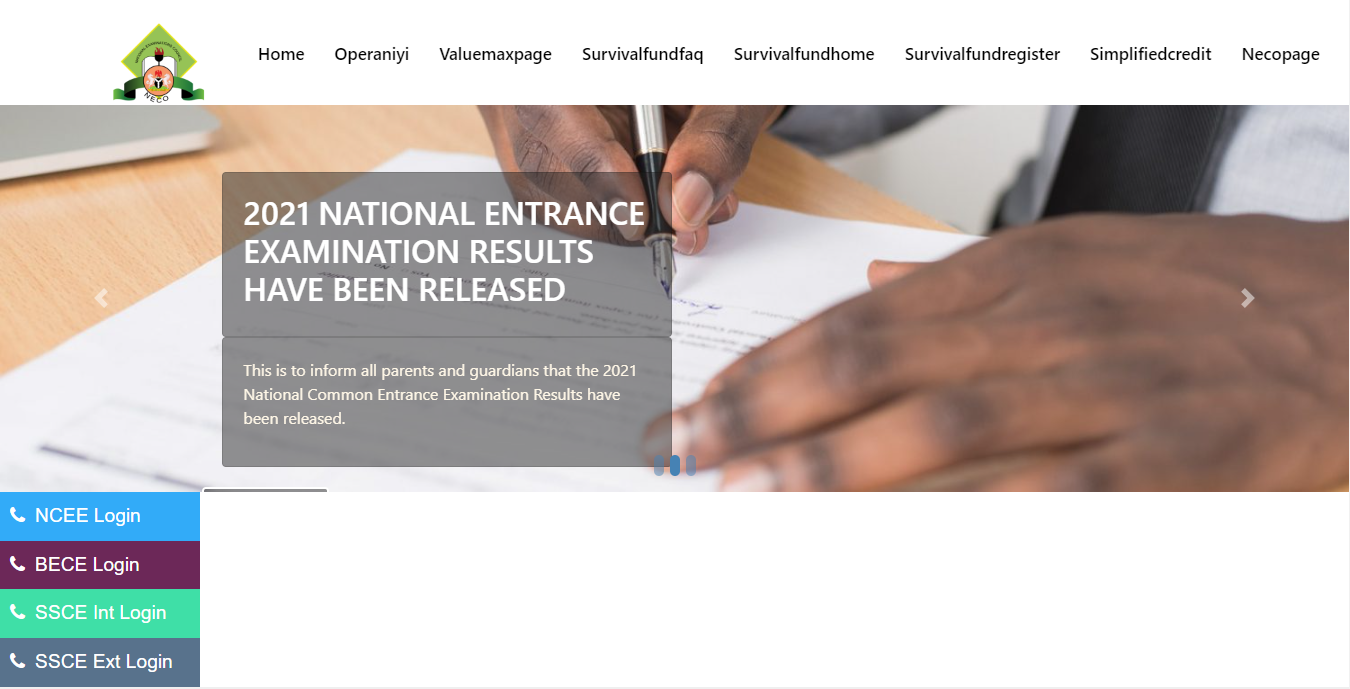 NECO
Home Operaniyi Valuemaxpage Survivalfundfaq Survivalfundhome Survivalfundregister Simplifiedcredit Necopage
2021 NATIONAL ENTRANCE
EXAMINATION RESULTS
HAVE BEEN RELEASED
This is to inform all parents and guardians that the 2021
National Common Entrance Examination Results have
been released.
NCEE Login
BECE Login
SSCE Int Login
SSCE Ext Login